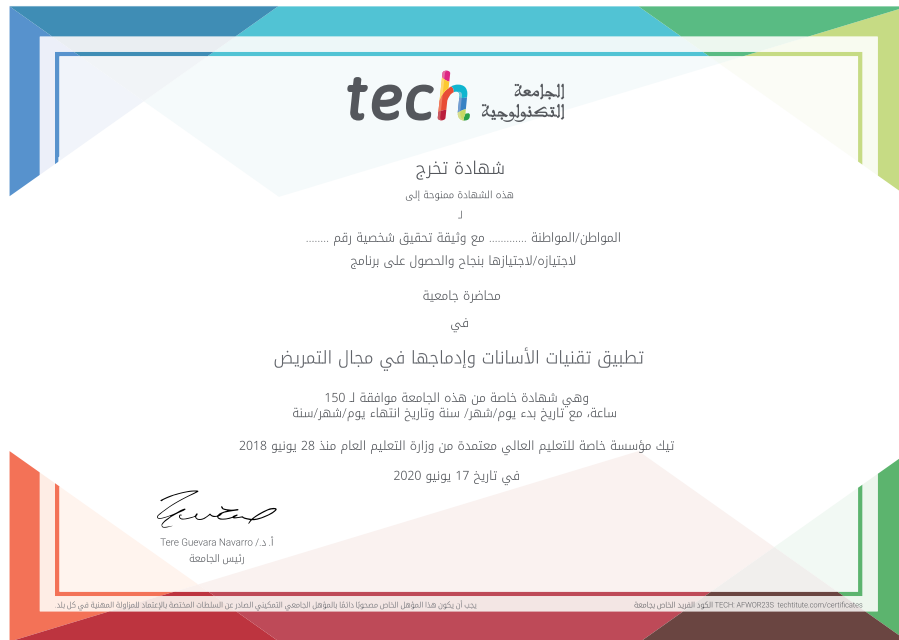 tech الجامعة
التكنولوجية
شهادة تخرج
هذه الشهادة ممنوحة إلى
لـ
المواطن/المواطنة ............ مع وثيقة تحقيق شخصية رقم ........
لاجتيازه/لاجتيازها بنجاح والحصول على برنامج
محاضرة جامعية
في
تطبيق تقنيات الأسانات وإدماجها في مجال التمريض
وهي شهادة خاصة من هذه الجامعة موافقة لـ 150
ساعة، مع تاريخ بدء يوم/شهر/ سنة وتاريخ انتهاء يوم/شهر/سنة
تيك مؤسسة خاصة للتعليم العالي معتمدة من وزارة التعليم العام منذ 28 يونيو 2018
في تاريخ 17 يونيو 2020
أ. د./ Tere Guevara Navarro
رئيس الجامعة
يجب أن يكون هذا المؤهل الخاص مصحوبًا دائمًا بالمؤهل الجامعي التمكيني الصادر عن السلطات المختصة بالإعتماد للمزاولة المهنية في كل بلد.
الكود الفريد الخاص بجامعة TECH: AFWOR23S techtitute.com/certificates